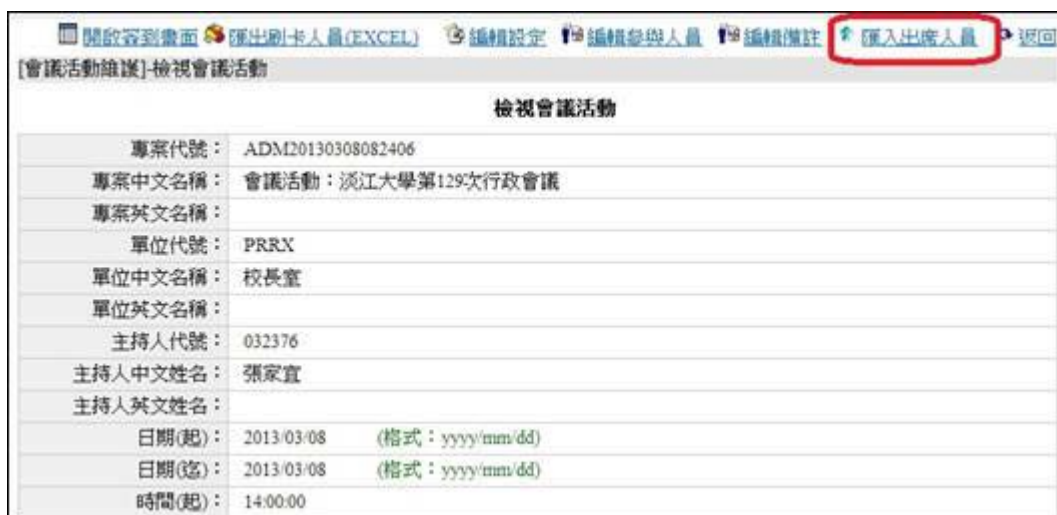 開啟簽到畫面 匯出刷卡人員(EXCEL) 編輯設定 編輯參與人員 編輯備註 匯入出席人員 返回
[會議活動維護]-檢視會議活動
檢視會議活動
專案代號： ADM20130308082406
專案中文名稱： 會議活動：淡江大學第129次行政會議
專案英文名稱：
單位代號： PRRX
單位中文名稱： 校長室
單位英文名稱：
主持人代號： 032376
主持人中文姓名： 張家宜
主持人英文姓名：
日期(起)： 2013/03/08 (格式：yyyy/mm/dd)
日期(迄)： 2013/03/08 (格式：yyyy/mm/dd)
時間(起)： 14:00:00